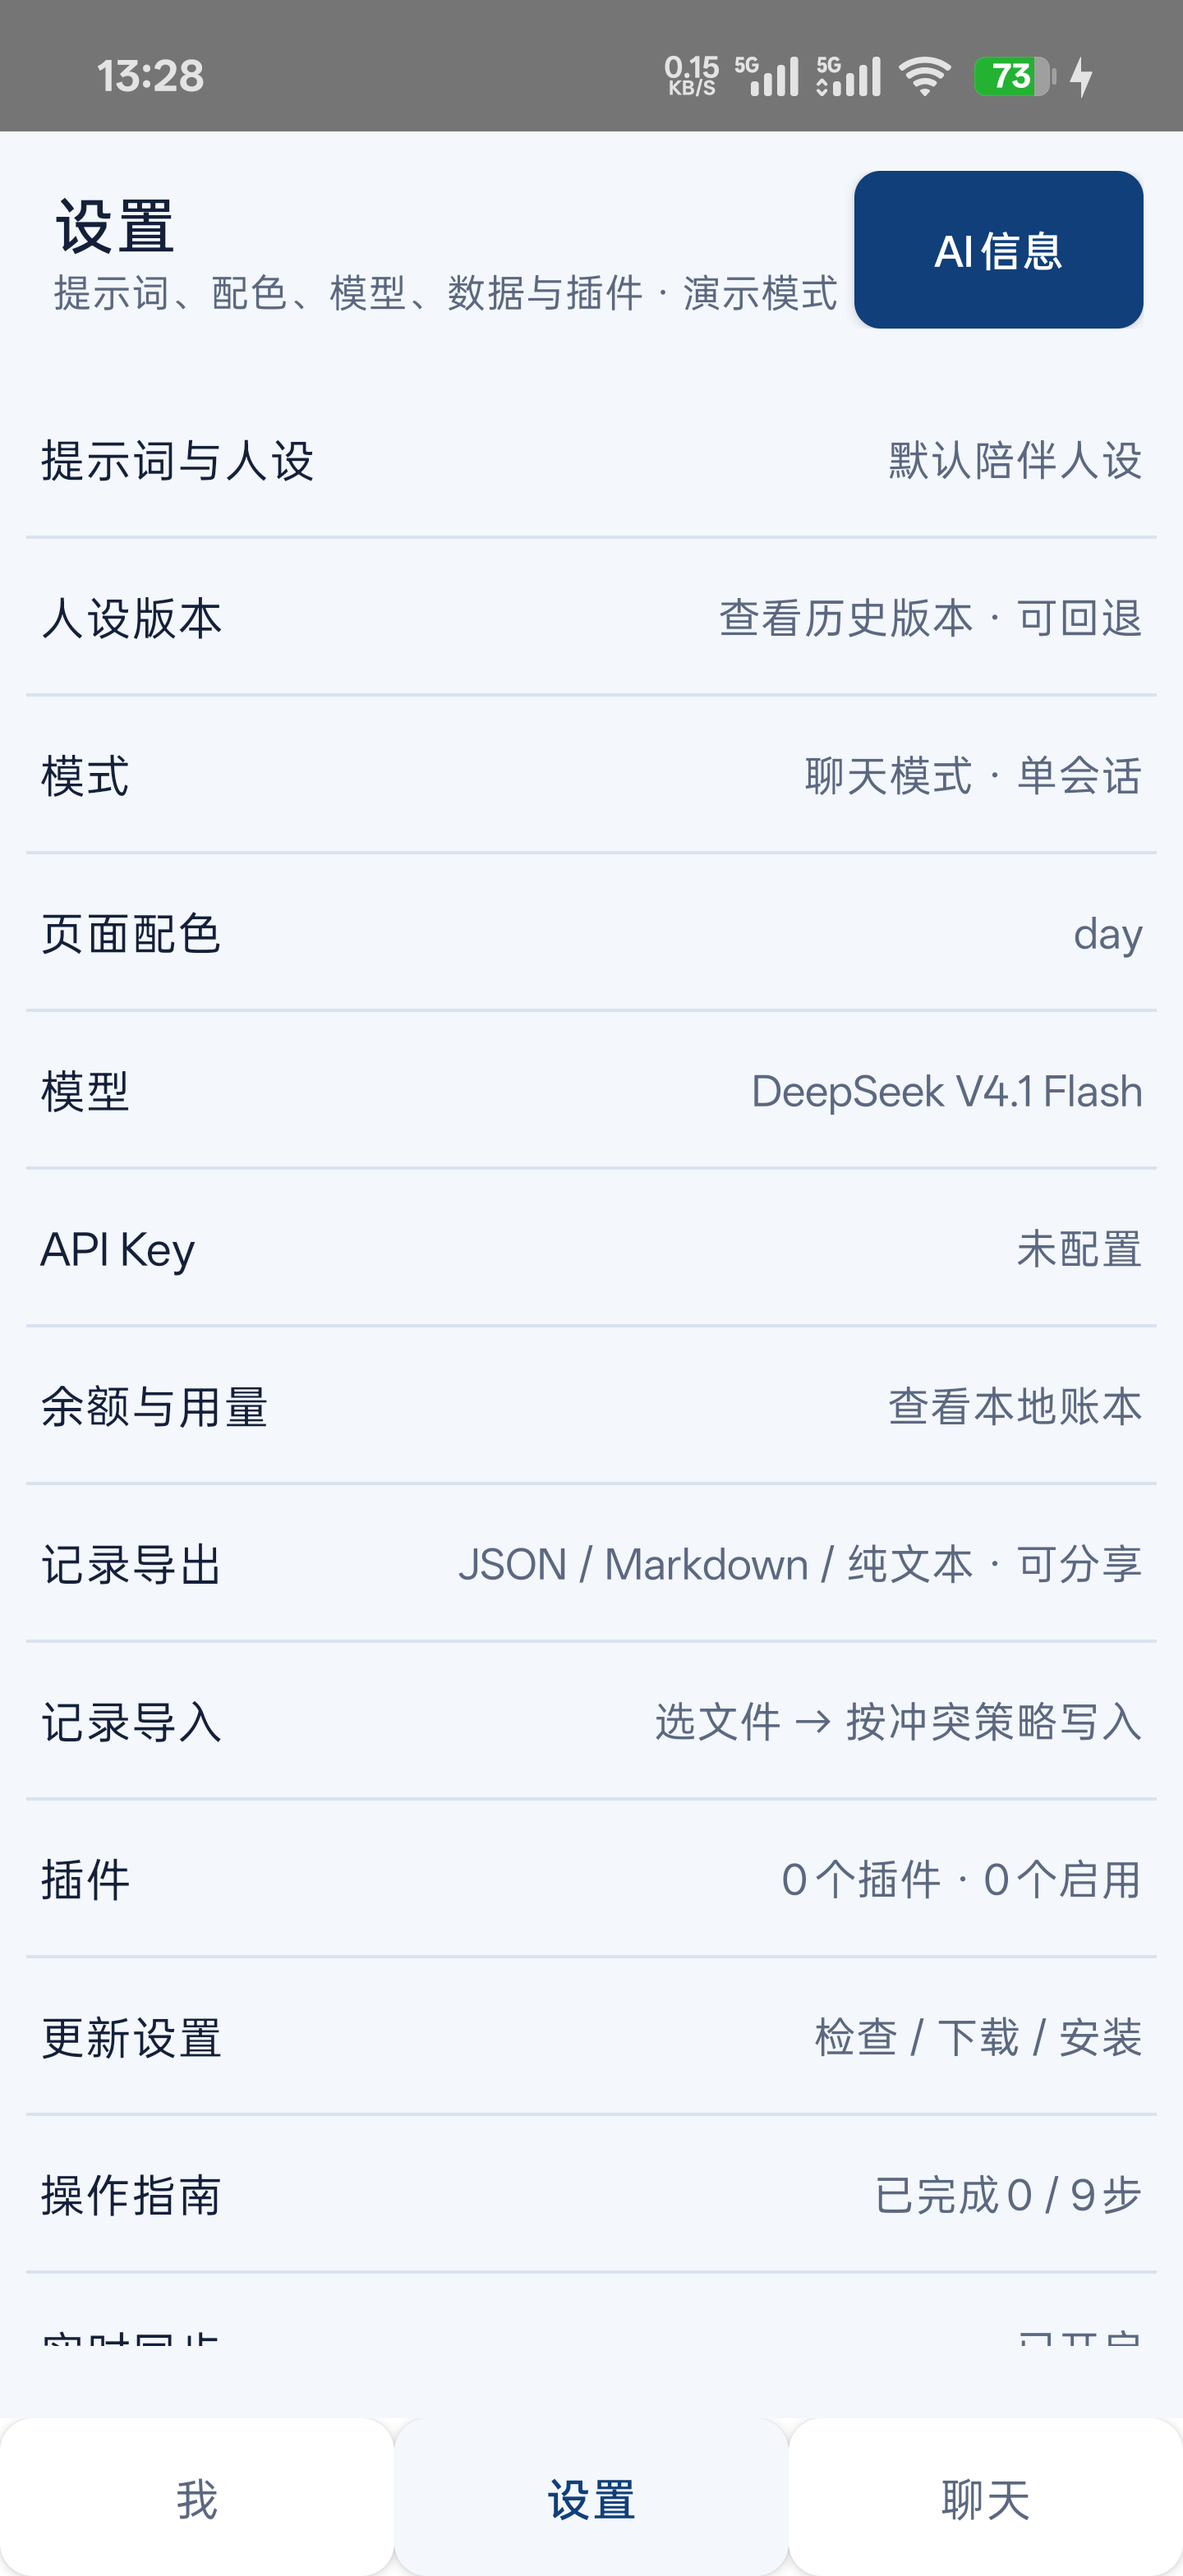 13:28
0.15 KB/S 5G 5G 73
设置
AI 信息
提示词、配色、模型、数据与插件 · 演示模式
提示词与人设 默认陪伴人设
人设版本 查看历史版本 · 可回退
模式 聊天模式 · 单会话
页面配色 day
模型 DeepSeek V4.1 Flash
API Key 未配置
余额与用量 查看本地账本
记录导出 JSON / Markdown / 纯文本 · 可分享
记录导入 选文件 → 按冲突策略写入
插件 0 个插件 · 0 个启用
更新设置 检查 / 下载 / 安装
操作指南 已完成 0 / 9 步
我 设置 聊天